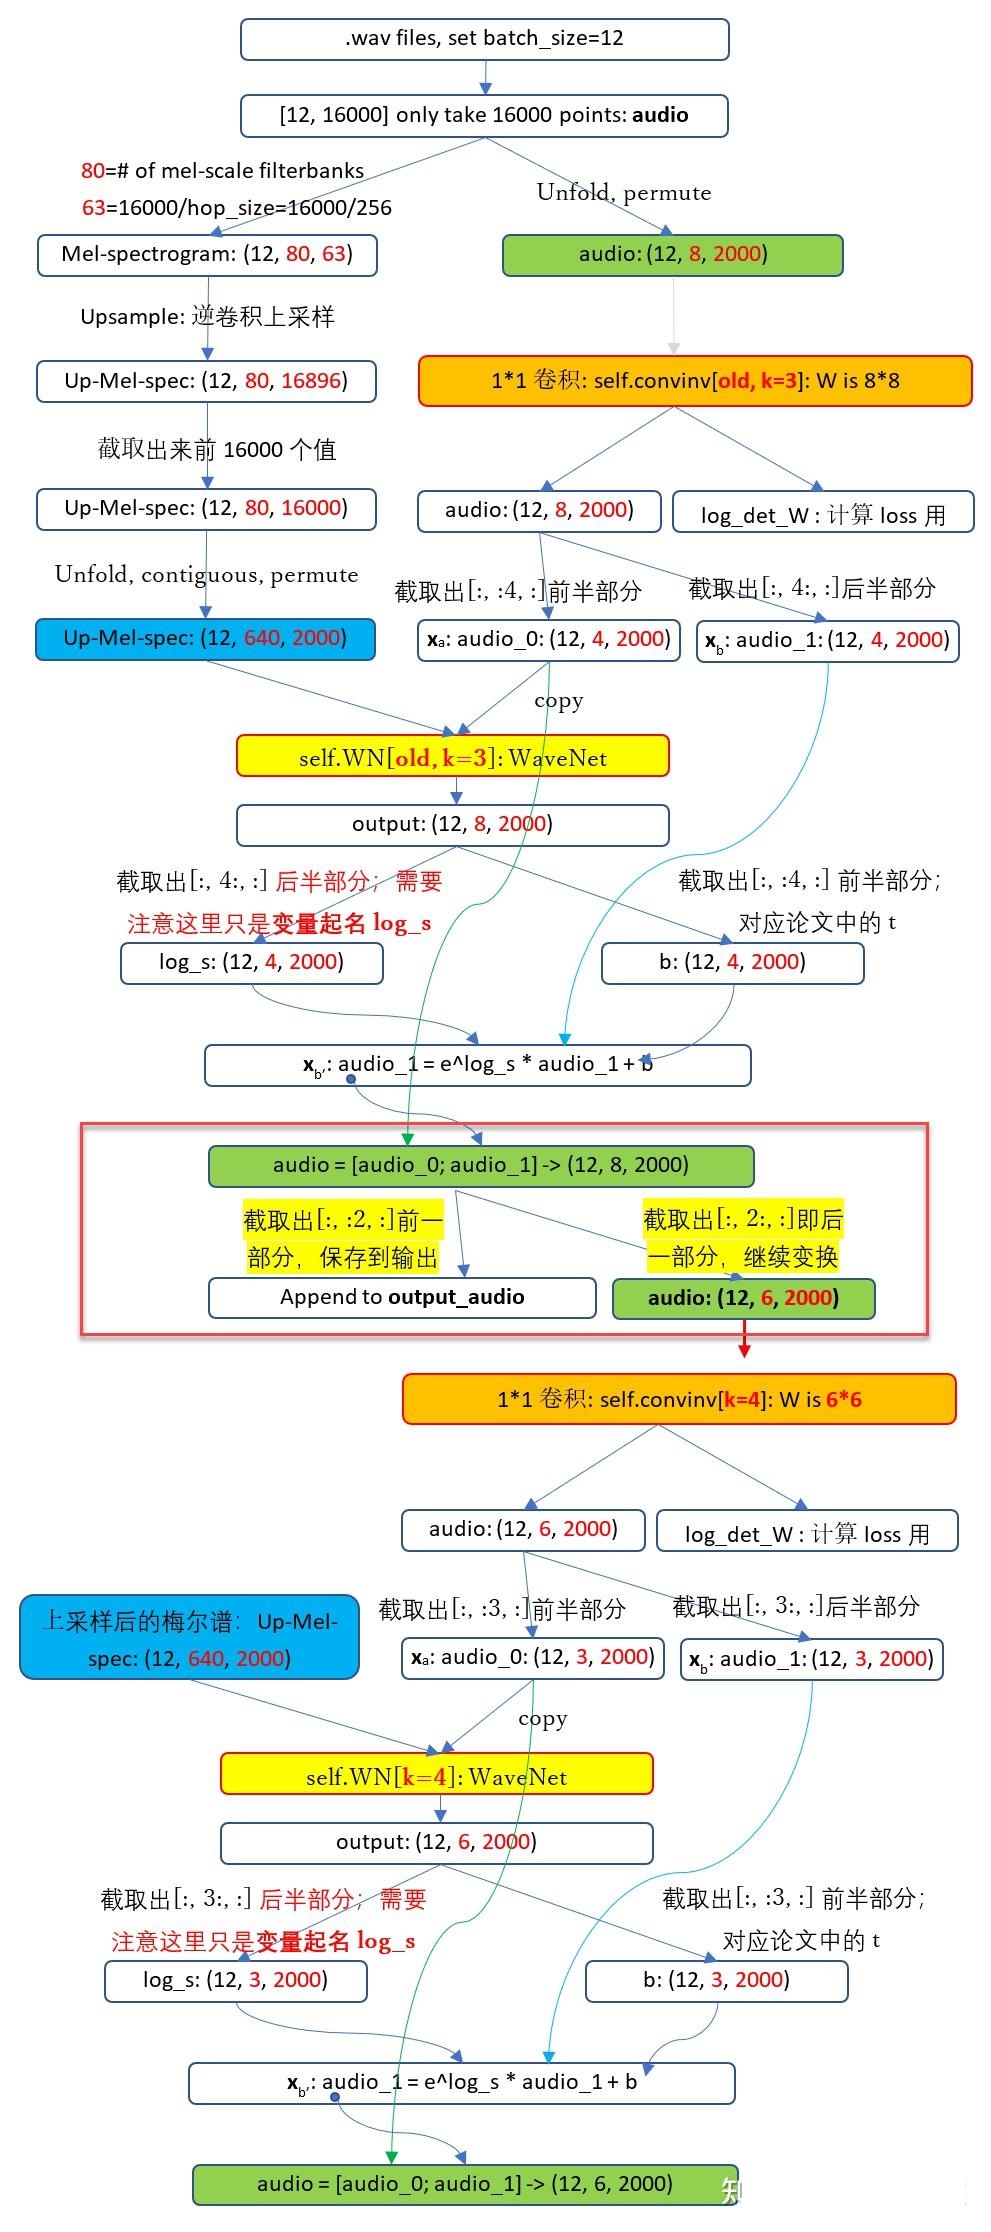 .wav files, set batch_size=12
[12, 16000] only take 16000 points: audio
80=# of mel-scale filterbanks
63=16000/hop_size=16000/256
Unfold, permute
Mel-spectrogram: (12, 80, 63)
audio: (12, 8, 2000)
Upsample: 逆卷积上采样
Up-Mel-spec: (12, 80, 16896)
1*1 卷积: self.convinv[old, k=3]: W is 8*8
截取出来前 16000 个值
Up-Mel-spec: (12, 80, 16000)
audio: (12, 8, 2000)
log_det_W : 计算 loss 用
Unfold, contiguous, permute
截取出[:, :4, :]前半部分
截取出[:, 4:, :]后半部分
Up-Mel-spec: (12, 640, 2000)
xa: audio_0: (12, 4, 2000)
xb: audio_1: (12, 4, 2000)
copy
self.WN[old, k=3]: WaveNet
output: (12, 8, 2000)
截取出[:, 4:, :] 后半部分；需要
注意这里只是变量起名 log_s
截取出[:, :4, :] 前半部分；
对应论文中的 t
log_s: (12, 4, 2000)
b: (12, 4, 2000)
xb': audio_1 = e^log_s * audio_1 + b
audio = [audio_0; audio_1] -> (12, 8, 2000)
截取出[:, :2, :]前一
部分，保存到输出
截取出[:, 2:, :]即后
一部分，继续变换
Append to output_audio
audio: (12, 6, 2000)
1*1 卷积: self.convinv[k=4]: W is 6*6
audio: (12, 6, 2000)
log_det_W : 计算 loss 用
上采样后的梅尔谱：Up-Mel-
spec: (12, 640, 2000)
截取出[:, :3, :]前半部分
截取出[:, 3:, :]后半部分
xa: audio_0: (12, 3, 2000)
xb: audio_1: (12, 3, 2000)
copy
self.WN[k=4]: WaveNet
output: (12, 6, 2000)
截取出[:, 3:, :] 后半部分；需要
注意这里只是变量起名 log_s
截取出[:, :3, :] 前半部分；
对应论文中的 t
log_s: (12, 3, 2000)
b: (12, 3, 2000)
xb': audio_1 = e^log_s * audio_1 + b
audio = [audio_0; audio_1] -> (12, 6, 2000)